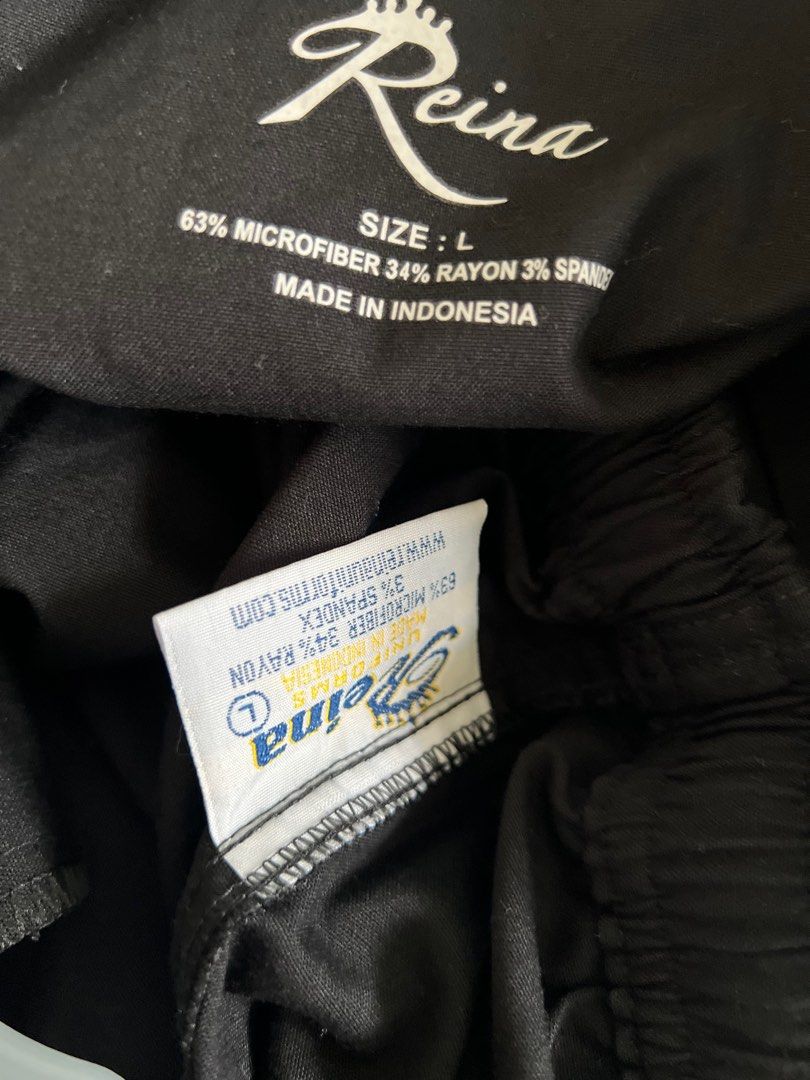 Reina
SIZE : L
63% MICROFIBER 34% RAYON 3% SPANDE
MADE IN INDONESIA
Reina
UNIFORMS
MADE IN INDONESIA
L
63% MICROFIBER 34% RAYON
3% SPANDEX
www.reinauniforms.com